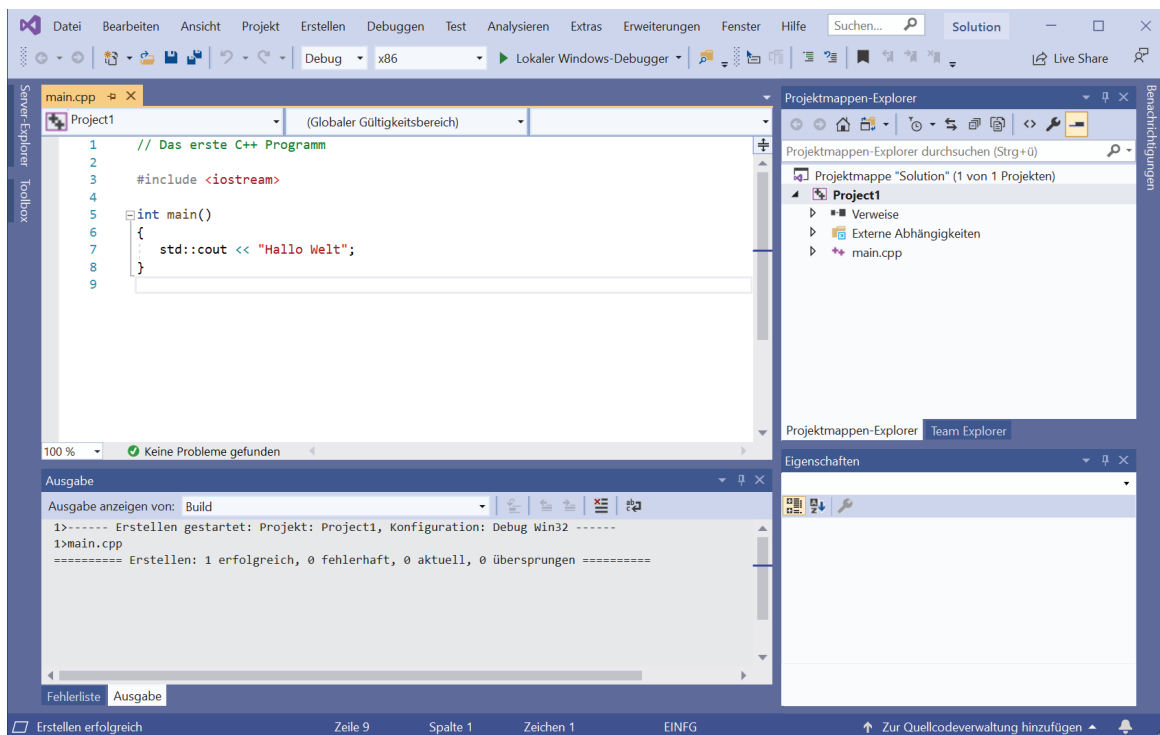 Datei Bearbeiten Ansicht Projekt Erstellen Debuggen Test Analysieren Extras Erweiterungen Fenster Hilfe Suchen... Solution
Debug x86 Lokaler Windows-Debugger Live Share
Server-Explorer
Toolbox
main.cpp
Project1 (Globaler Gültigkeitsbereich)
1 // Das erste C++ Programm
2
3 #include <iostream>
4
5 int main()
6 {
7 std::cout << "Hallo Welt";
8 }
9
100 % Keine Probleme gefunden
Ausgabe
Ausgabe anzeigen von: Build
1>------ Erstellen gestartet: Projekt: Project1, Konfiguration: Debug Win32 ------
1>main.cpp
========== Erstellen: 1 erfolgreich, 0 fehlerhaft, 0 aktuell, 0 übersprungen ==========
Fehlerliste Ausgabe
Projektmappen-Explorer
Projektmappen-Explorer durchsuchen (Strg+ü)
Projektmappe "Solution" (1 von 1 Projekten)
Project1
Verweise
Externe Abhängigkeiten
main.cpp
Projektmappen-Explorer Team Explorer
Eigenschaften
Benachrichtigungen
Erstellen erfolgreich Zeile 9 Spalte 1 Zeichen 1 EINFG Zur Quellcodeverwaltung hinzufügen